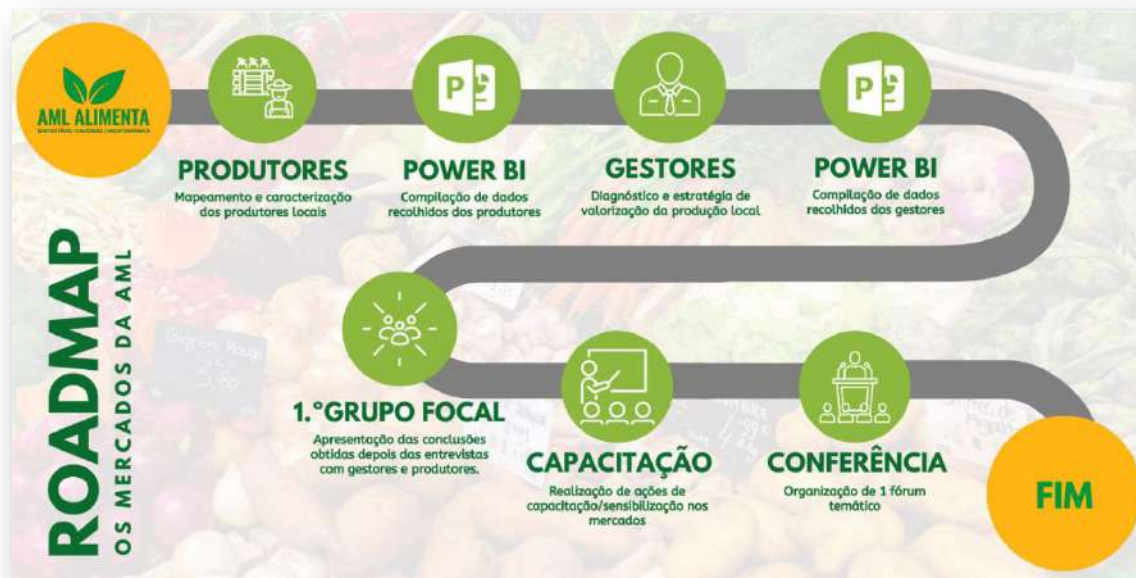 AML ALIMENTA
PRODUTORES
Mapeamento e caracterização
dos produtores locais
POWER BI
Compilação de dados
recolhidos dos produtores
GESTORES
Diagnóstico e estratégia de
valorização da produção local
POWER BI
Compilação de dados
recolhidos dos gestores
ROADMAP
OS MERCADOS DA AML
1.ºGRUPO FOCAL
Apresentação das conclusões
obtidas depois das entrevistas
com gestores e produtores.
CAPACITAÇÃO
Realização de ações de
capacitação/sensibilização nos
mercados
CONFERÊNCIA
Organização de 1 fórum
temático
FIM